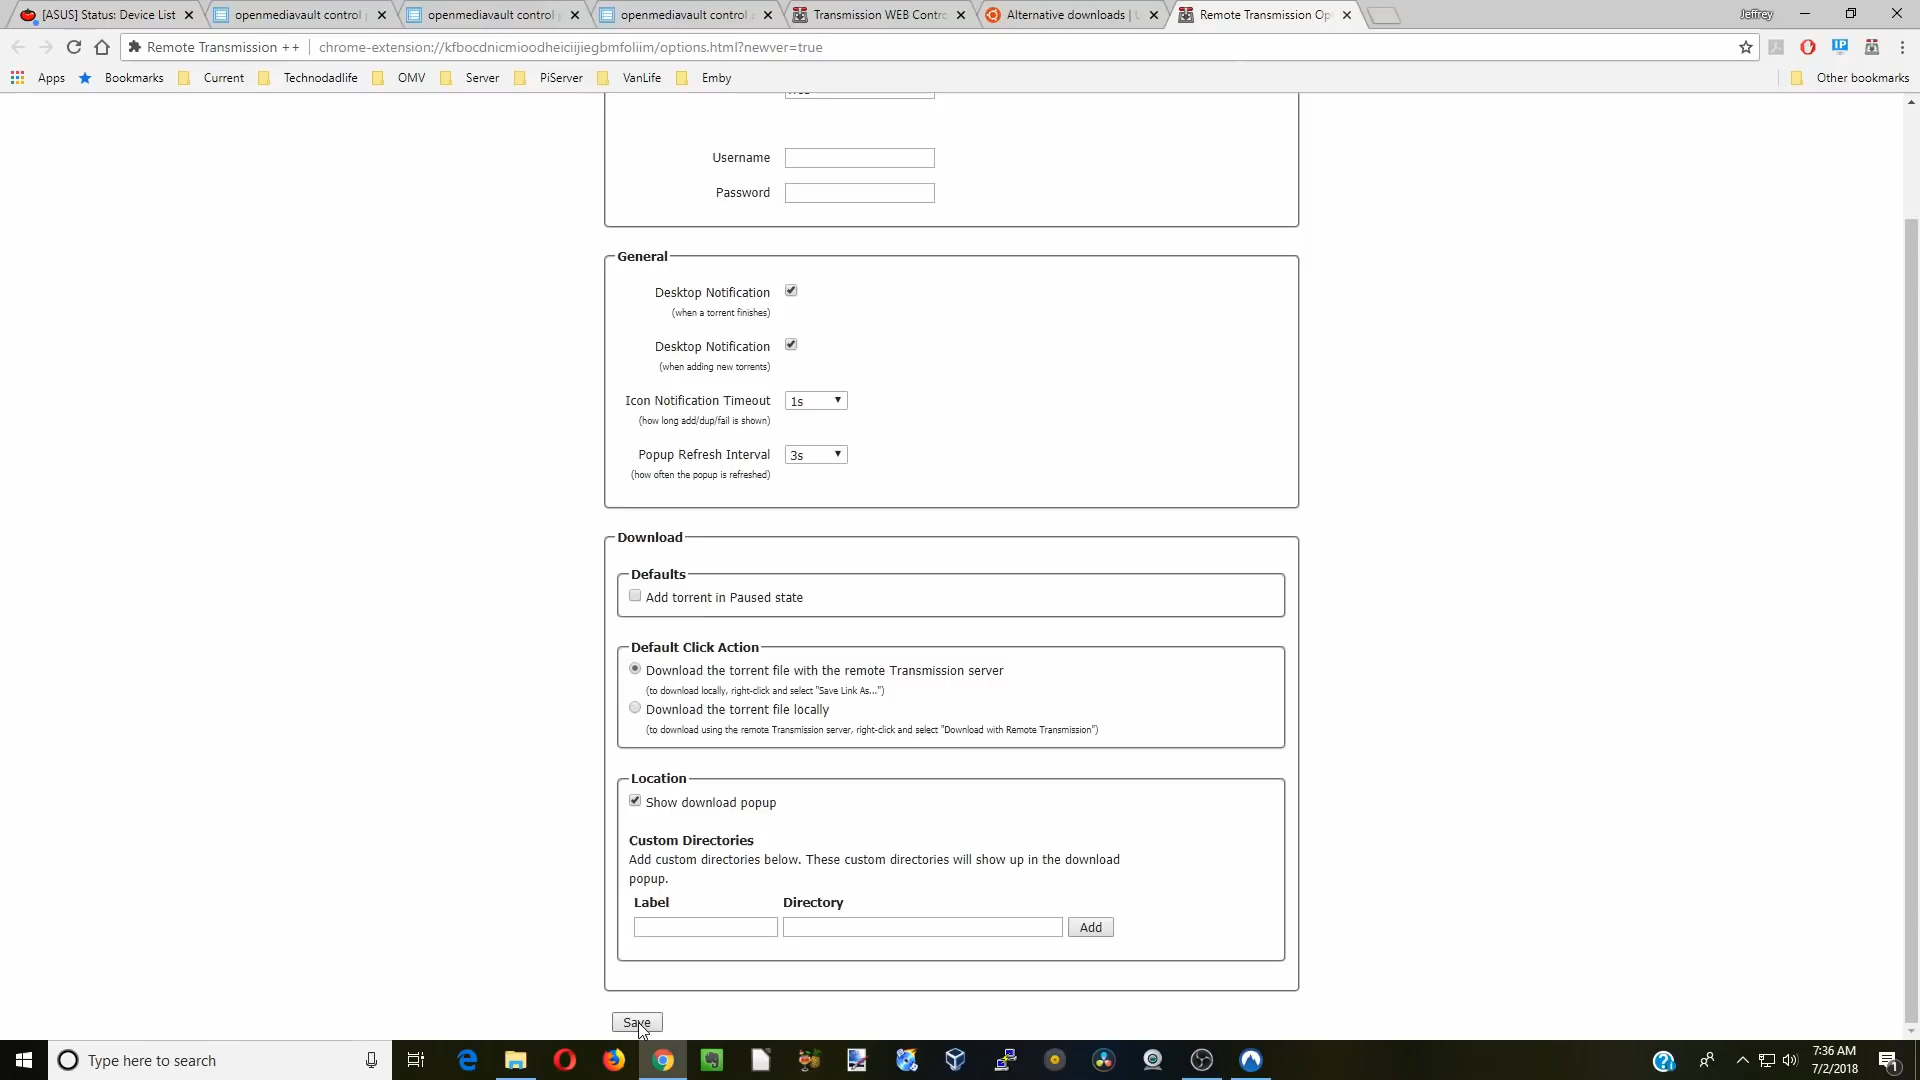 [ASUS] Status: Device List
openmediavault control p
openmediavault control p
openmediavault control p
Transmission WEB Contro
Alternative downloads | U
Remote Transmission Opt
Jeffrey
Remote Transmission ++
chrome-extension://kfbocdnicmioodheiciijiegbmfoliim/options.html?newver=true
IP
Apps
Bookmarks
Current
Technodadlife
OMV
Server
PiServer
VanLife
Emby
Other bookmarks
Username
Password
General
Desktop Notification
(when a torrent finishes)
Desktop Notification
(when adding new torrents)
Icon Notification Timeout
1s
(how long add/dup/fail is shown)
Popup Refresh Interval
3s
(how often the popup is refreshed)
Download
Defaults
Add torrent in Paused state
Default Click Action
Download the torrent file with the remote Transmission server
(to download locally, right-click and select "Save Link As...")
Download the torrent file locally
(to download using the remote Transmission server, right-click and select "Download with Remote Transmission")
Location
Show download popup
Custom Directories
Add custom directories below. These custom directories will show up in the download
popup.
Label
Directory
Add
Save
Type here to search
7:36 AM
7/2/2018
1